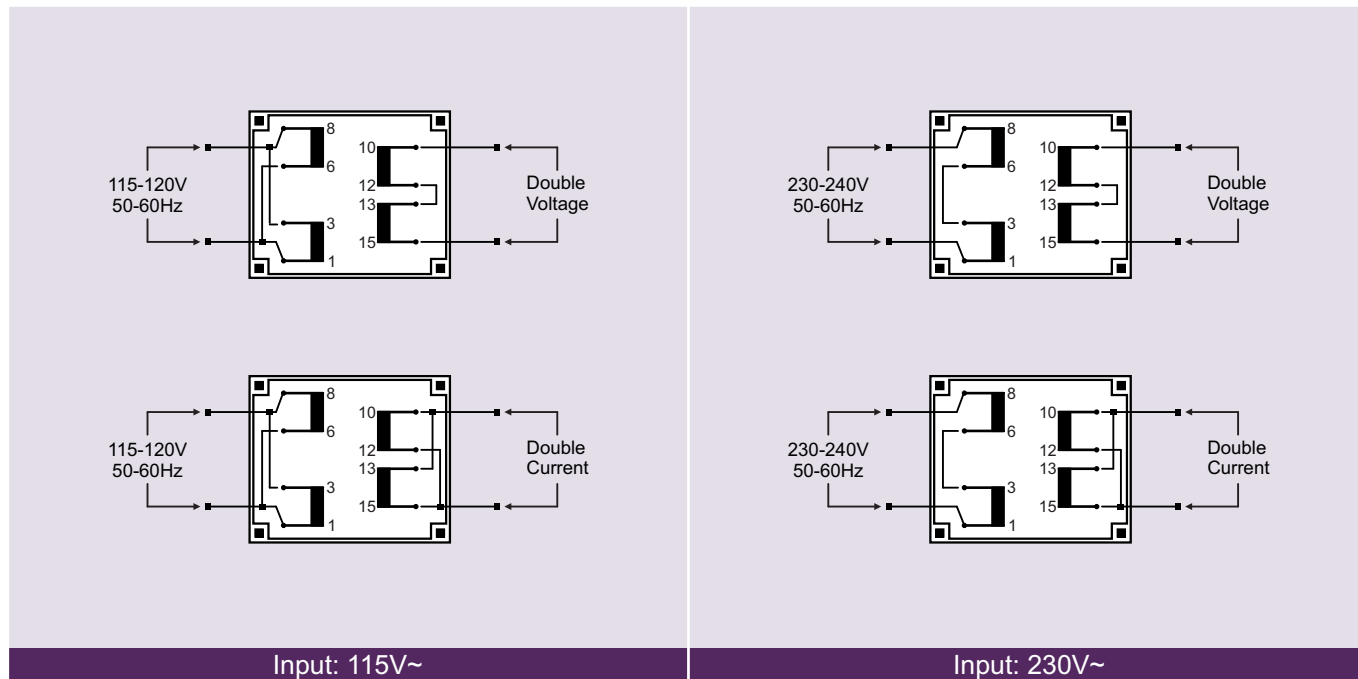 8
6
3
1
10
12
13
15
115-120V
50-60Hz
Double
Voltage
8
6
3
1
10
12
13
15
230-240V
50-60Hz
Double
Voltage
8
6
3
1
10
12
13
15
115-120V
50-60Hz
Double
Current
8
6
3
1
10
12
13
15
230-240V
50-60Hz
Double
Current
Input: 115V~
Input: 230V~